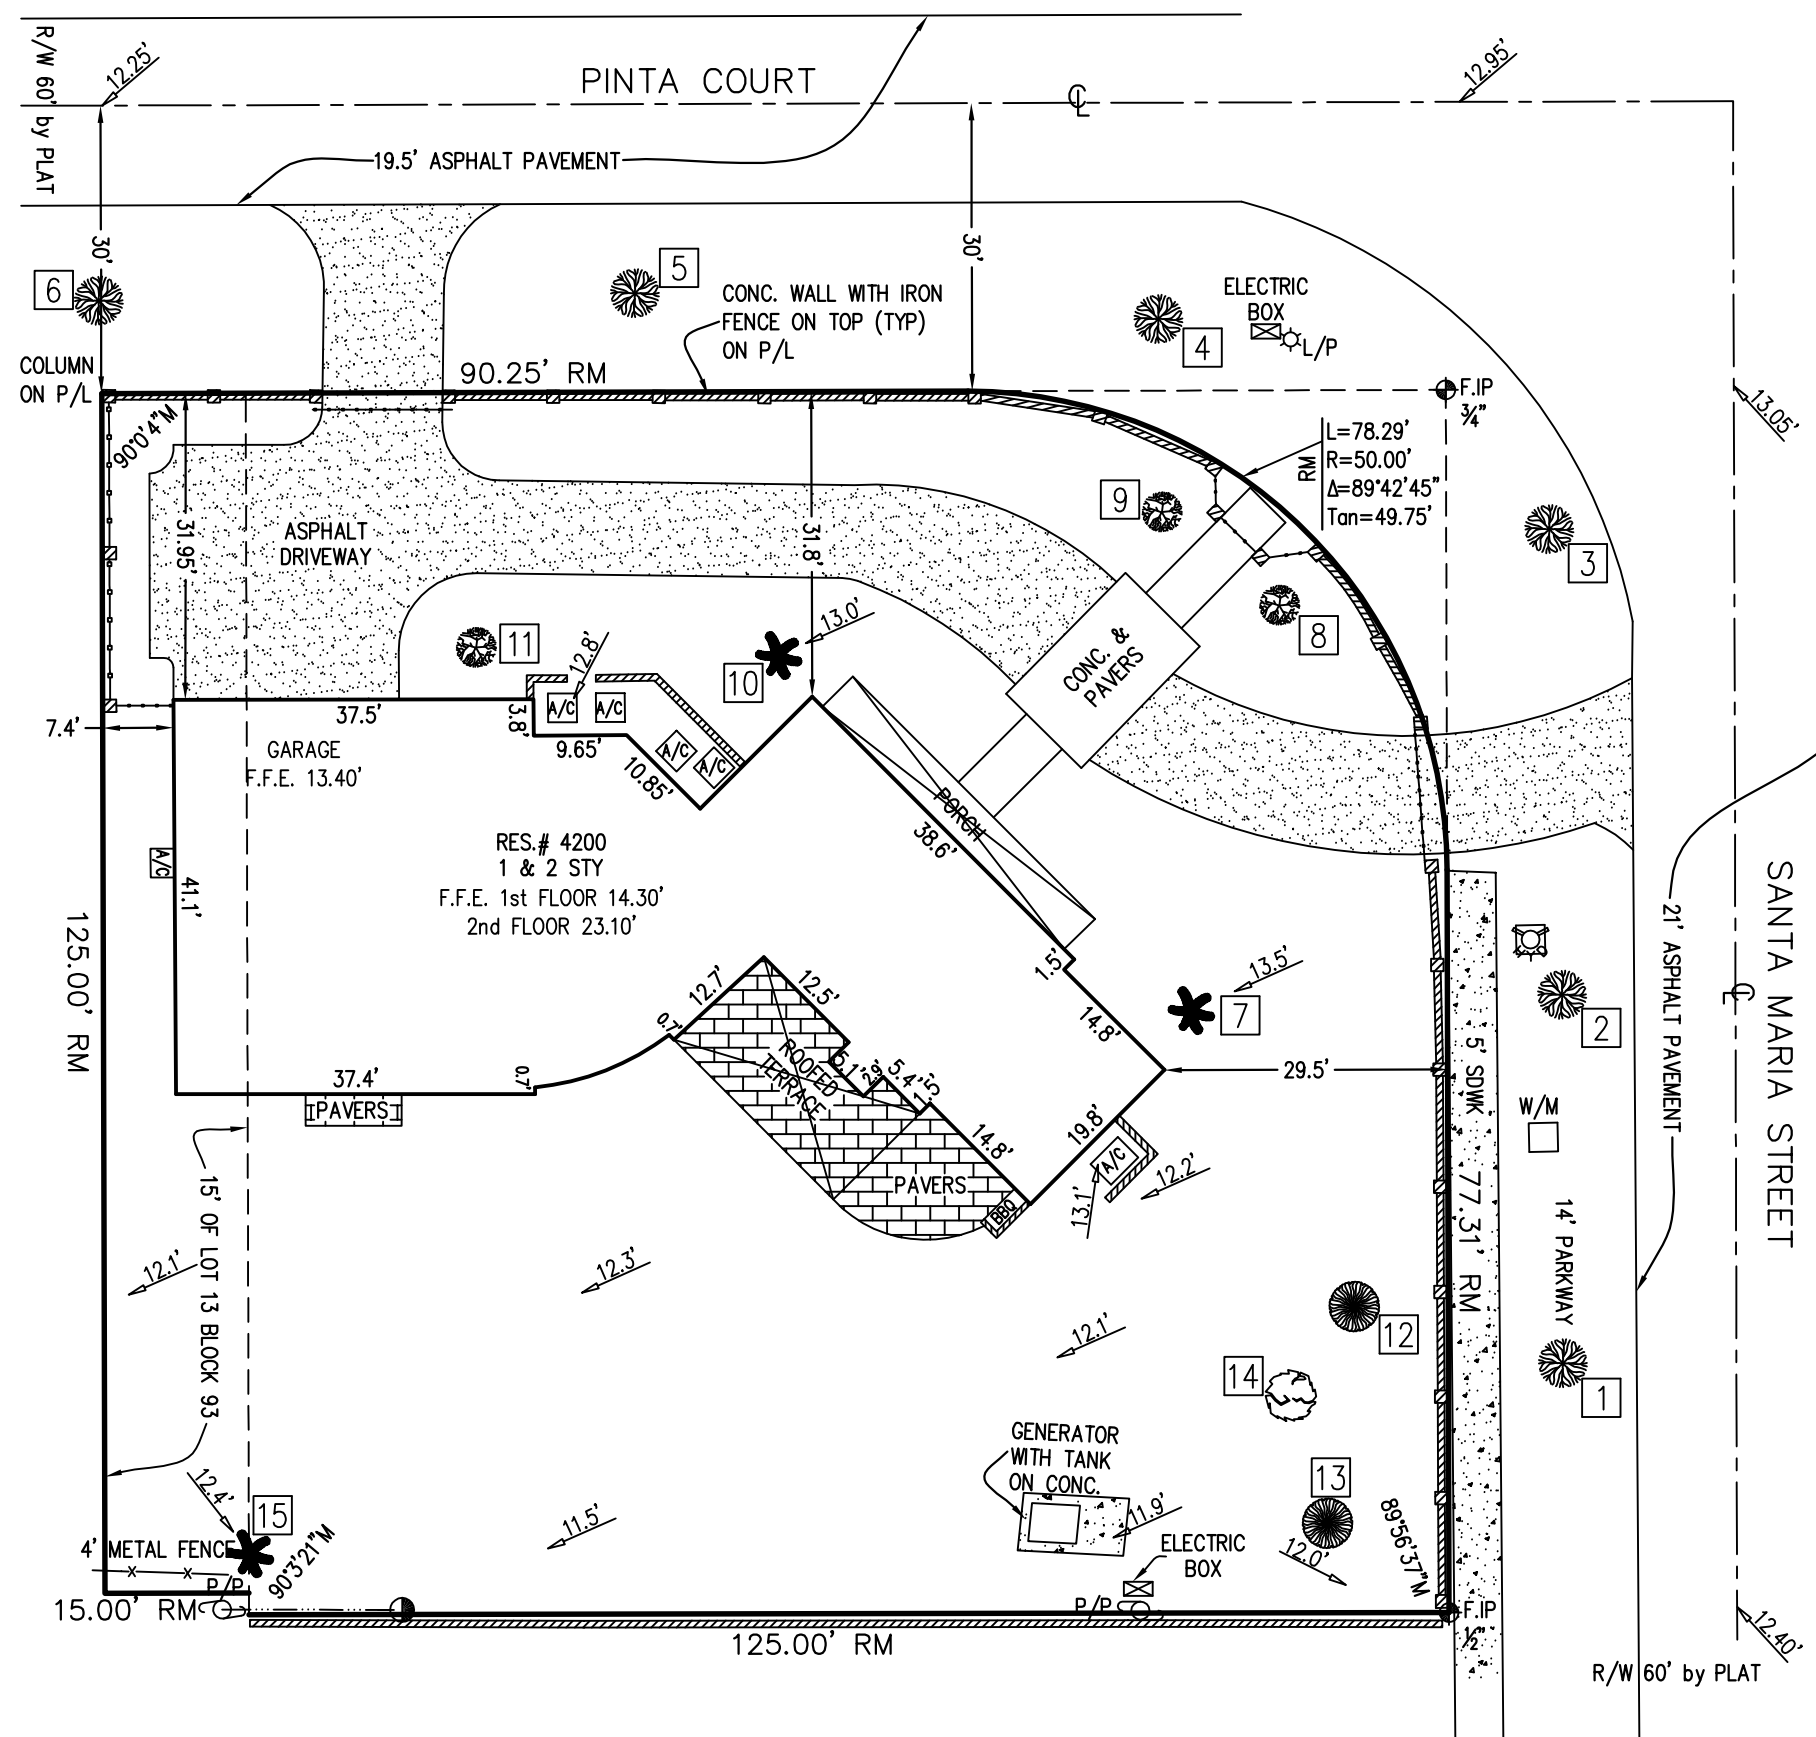 R/W 60' by PLAT
12.25'
PINTA COURT
℄
12.95'
19.5' ASPHALT PAVEMENT
30'
30'
6
5
CONC. WALL WITH IRON
FENCE ON TOP (TYP)
ON P/L
4
ELECTRIC
BOX
L/P
COLUMN
ON P/L
90.25' RM
F.IP
3/4"
13.05'
90°0'4"M
RM
L=78.29'
R=50.00'
Δ=89°42'45"
Tan=49.75'
31.95'
31.8'
ASPHALT
DRIVEWAY
9
3
8
11
12.8'
13.0'
10
CONC. &
PAVERS
A/C
A/C
A/C
A/C
7.4'
37.5'
3.8'
9.65'
10.85'
GARAGE
F.F.E. 13.40'
PORCH
38.6'
RES.# 4200
1 & 2 STY
F.F.E. 1st FLOOR 14.30'
2nd FLOOR 23.10'
A/C
41.1'
125.00' RM
SANTA MARIA STREET
℄
21' ASPHALT PAVEMENT
1.5'
13.5'
7
2
12.7'
12.5'
0.7'
14.8'
ROOFED
TERRACE
5.1'
2.9'
5.4'
1.5'
29.5'
5' SDWK
37.4'
0.7'
PAVERS
W/M
14.8'
19.8'
A/C
12.2'
13.1'
PAVERS
BBQ
77.31' RM
14' PARKWAY
15' OF LOT 13 BLOCK 93
12.1'
12.3'
12.1'
12
14
1
GENERATOR
WITH TANK
ON CONC.
13
12.4'
15
11.5'
11.9'
89°56'37"M
4' METAL FENCE
90°3'21"M
ELECTRIC
BOX
12.0'
P/P
15.00' RM
P/P
F.IP
1/2"
125.00' RM
12.40'
R/W 60' by PLAT